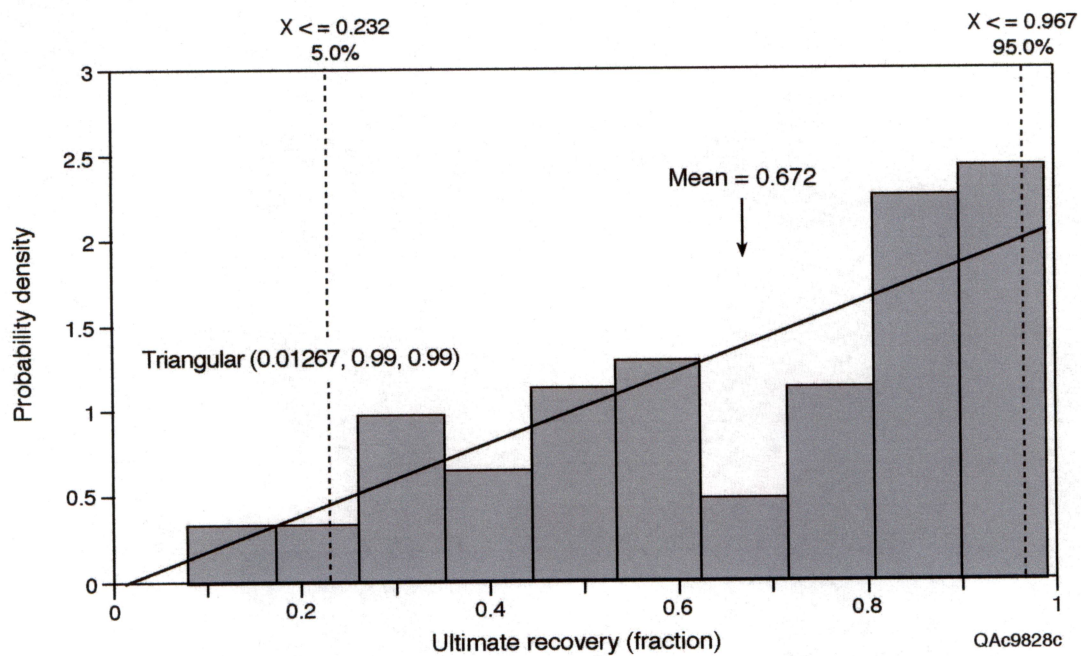 X < = 0.232
5.0%
X < = 0.967
95.0%
3
2.5
2
1.5
1
0.5
0
Probability density
Mean = 0.672
Triangular (0.01267, 0.99, 0.99)
0
0.2
0.4
0.6
0.8
1
Ultimate recovery (fraction)
QAc9828c